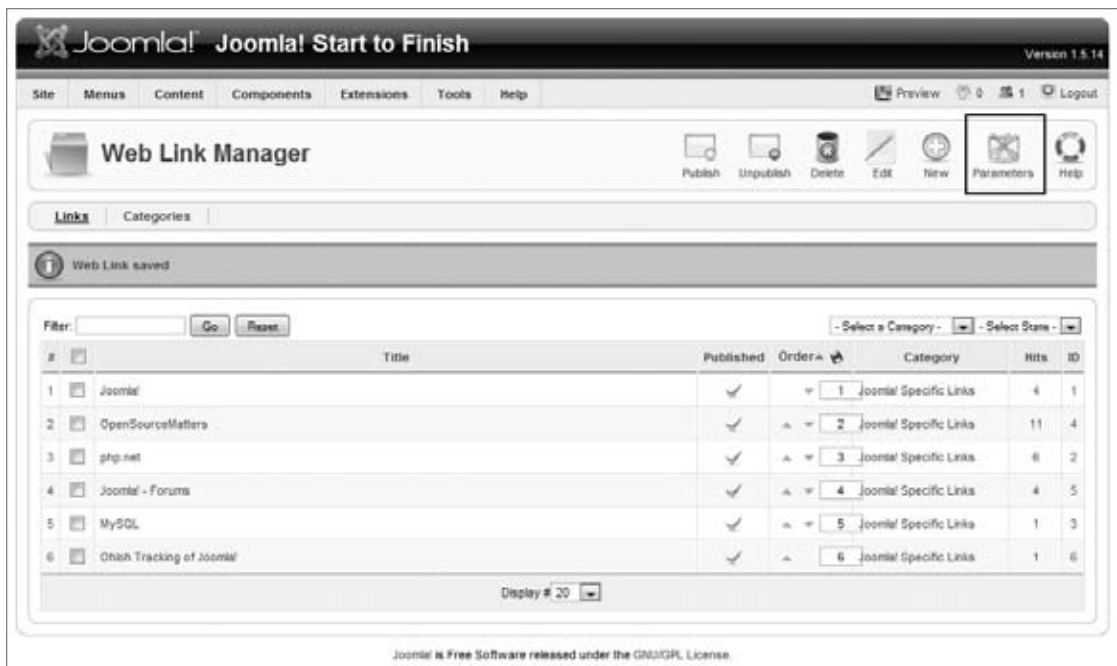 Joomla! Joomla! Start to Finish
Version 1.5.14
Site Menus Content Components Extensions Tools Help Preview 0 1 Logout
Web Link Manager
Publish Unpublish Delete Edit New Parameters Help
Links Categories
Web Link saved
Filter: Go Reset - Select a Category - - Select State -
# Title Published Order Category Hits ID
1 Joomla! 1 Joomla! Specific Links 4 1
2 OpenSourceMatters 2 Joomla! Specific Links 11 4
3 php.net 3 Joomla! Specific Links 6 2
4 Joomla! - Forums 4 Joomla! Specific Links 4 5
5 MySQL 5 Joomla! Specific Links 1 3
6 Ohloh Tracking of Joomla! 6 Joomla! Specific Links 1 6
Display # 20
Joomla! is Free Software released under the GNU/GPL License.